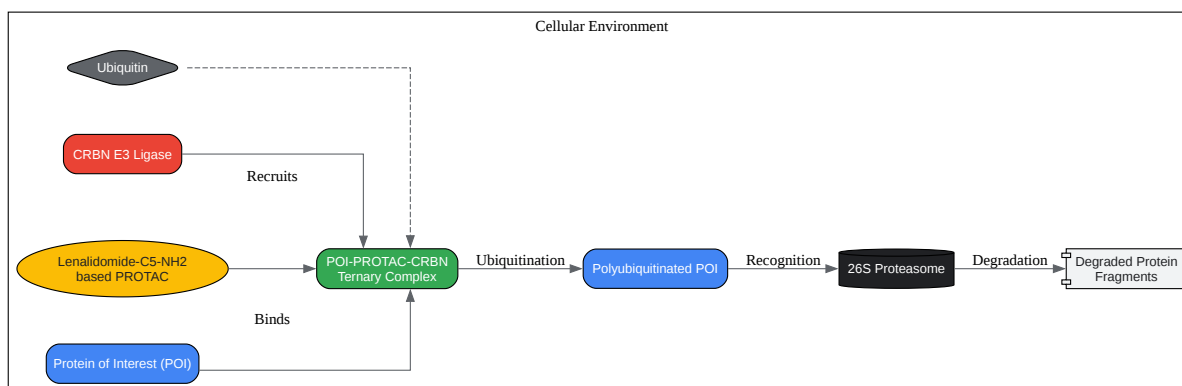 Cellular Environment
Ubiquitin
CRBN E3 Ligase
Recruits
Lenalidomide-C5-NH2
based PROTAC
POI-PROTAC-CRBN
Ternary Complex
Ubiquitination
Polyubiquitinated POI
Recognition
26S Proteasome
Degradation
Degraded Protein
Fragments
Binds
Protein of Interest (POI)